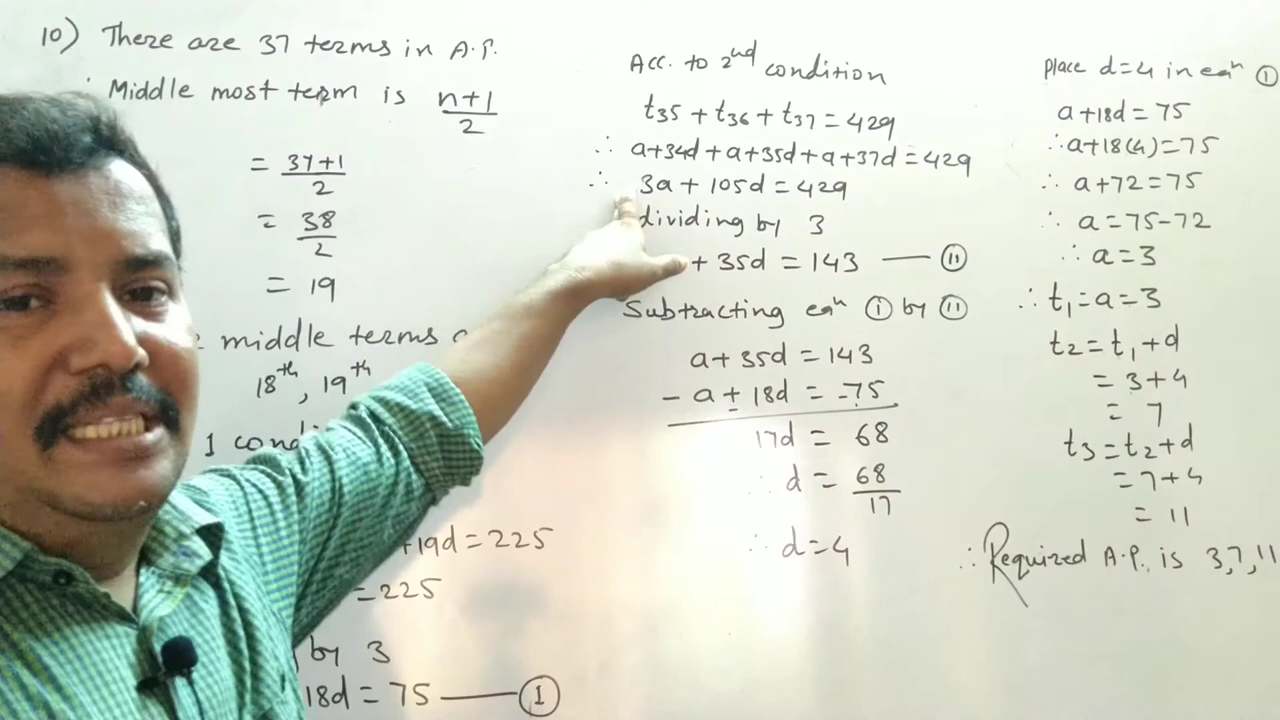 10) There are 37 terms in A.P.
∴ Middle most term is n+1/2
= 37+1/2
= 38/2
= 19
middle terms
18th, 19th
1 cond
+19d = 225
= 225
by 3
18d = 75 —— I
Acc. to 2nd condition
t35 + t36 + t37 = 429
∴ a+34d+a+35d+a+37d = 429
∴ 3a + 105d = 429
dividing by 3
+ 35d = 143 —— II
Subtracting eqn I by II
a + 35d = 143
- a ± 18d = -75
17d = 68
∴ d = 68/17
∴ d = 4
Place d=4 in eqn I
a+18d = 75
∴ a+18(4) = 75
∴ a+72 = 75
∴ a = 75-72
∴ a = 3
∴ t1 = a = 3
t2 = t1 + d
= 3+4
= 7
t3 = t2 + d
= 7+4
= 11
∴ Required A.P. is 3,7,11